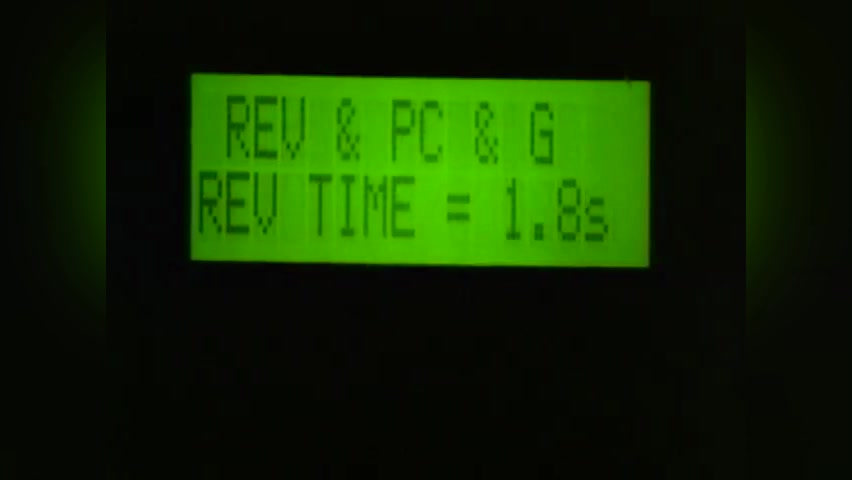 REV & PC & G
REV TIME = 1.8s